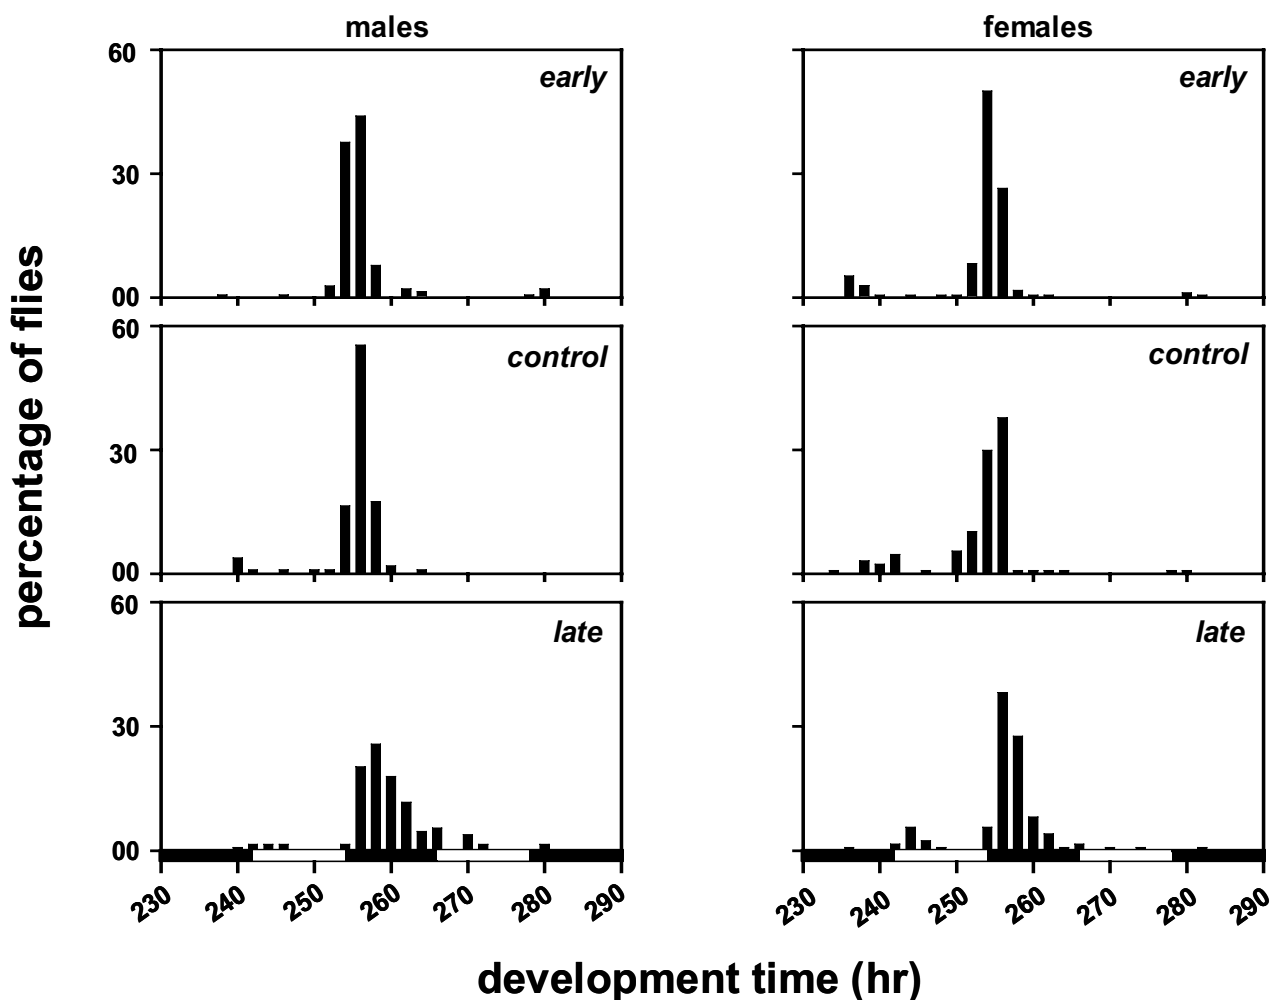 males
females
percentage of flies
60
30
00
early
early
60
30
00
control
control
60
30
00
late
late
230 240 250 260 270 280 290
230 240 250 260 270 280 290
development time (hr)